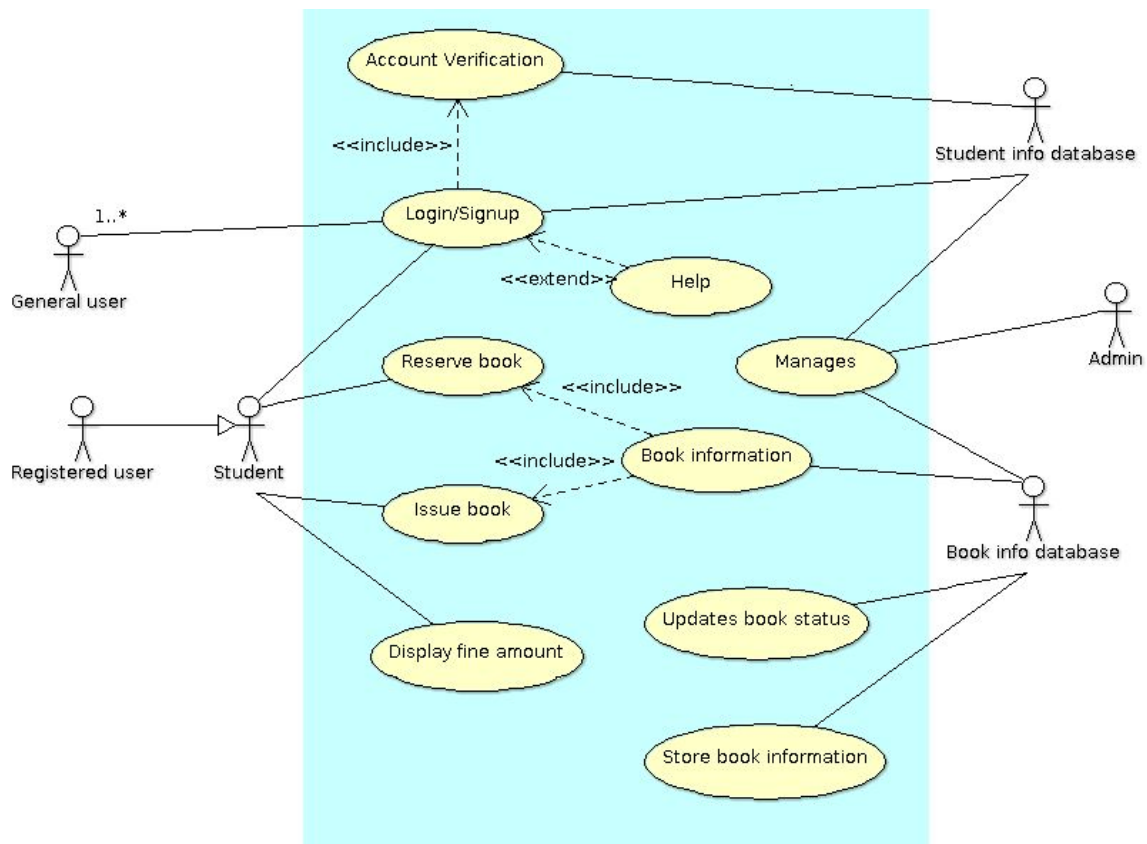 Account Verification
<<include>>
Student info database
1..*
Login/Signup
General user
<<extend>>
Help
Reserve book
Manages
Admin
<<include>>
Registered user
Student
<<include>>
Book information
Issue book
Book info database
Updates book status
Display fine amount
Store book information